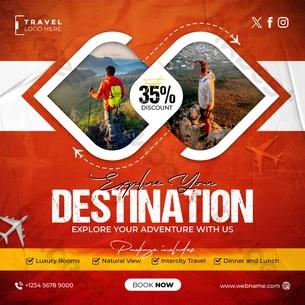 TRAVEL
LOGO HERE
35%
DISCOUNT
Explore Your
DESTINATION
EXPLORE YOUR ADVENTURE WITH US
Package includes
Luxury Rooms
Natural View
Intercity Travel
Dinner and Lunch
+1234 5678 9000
BOOK NOW
www.webname.com